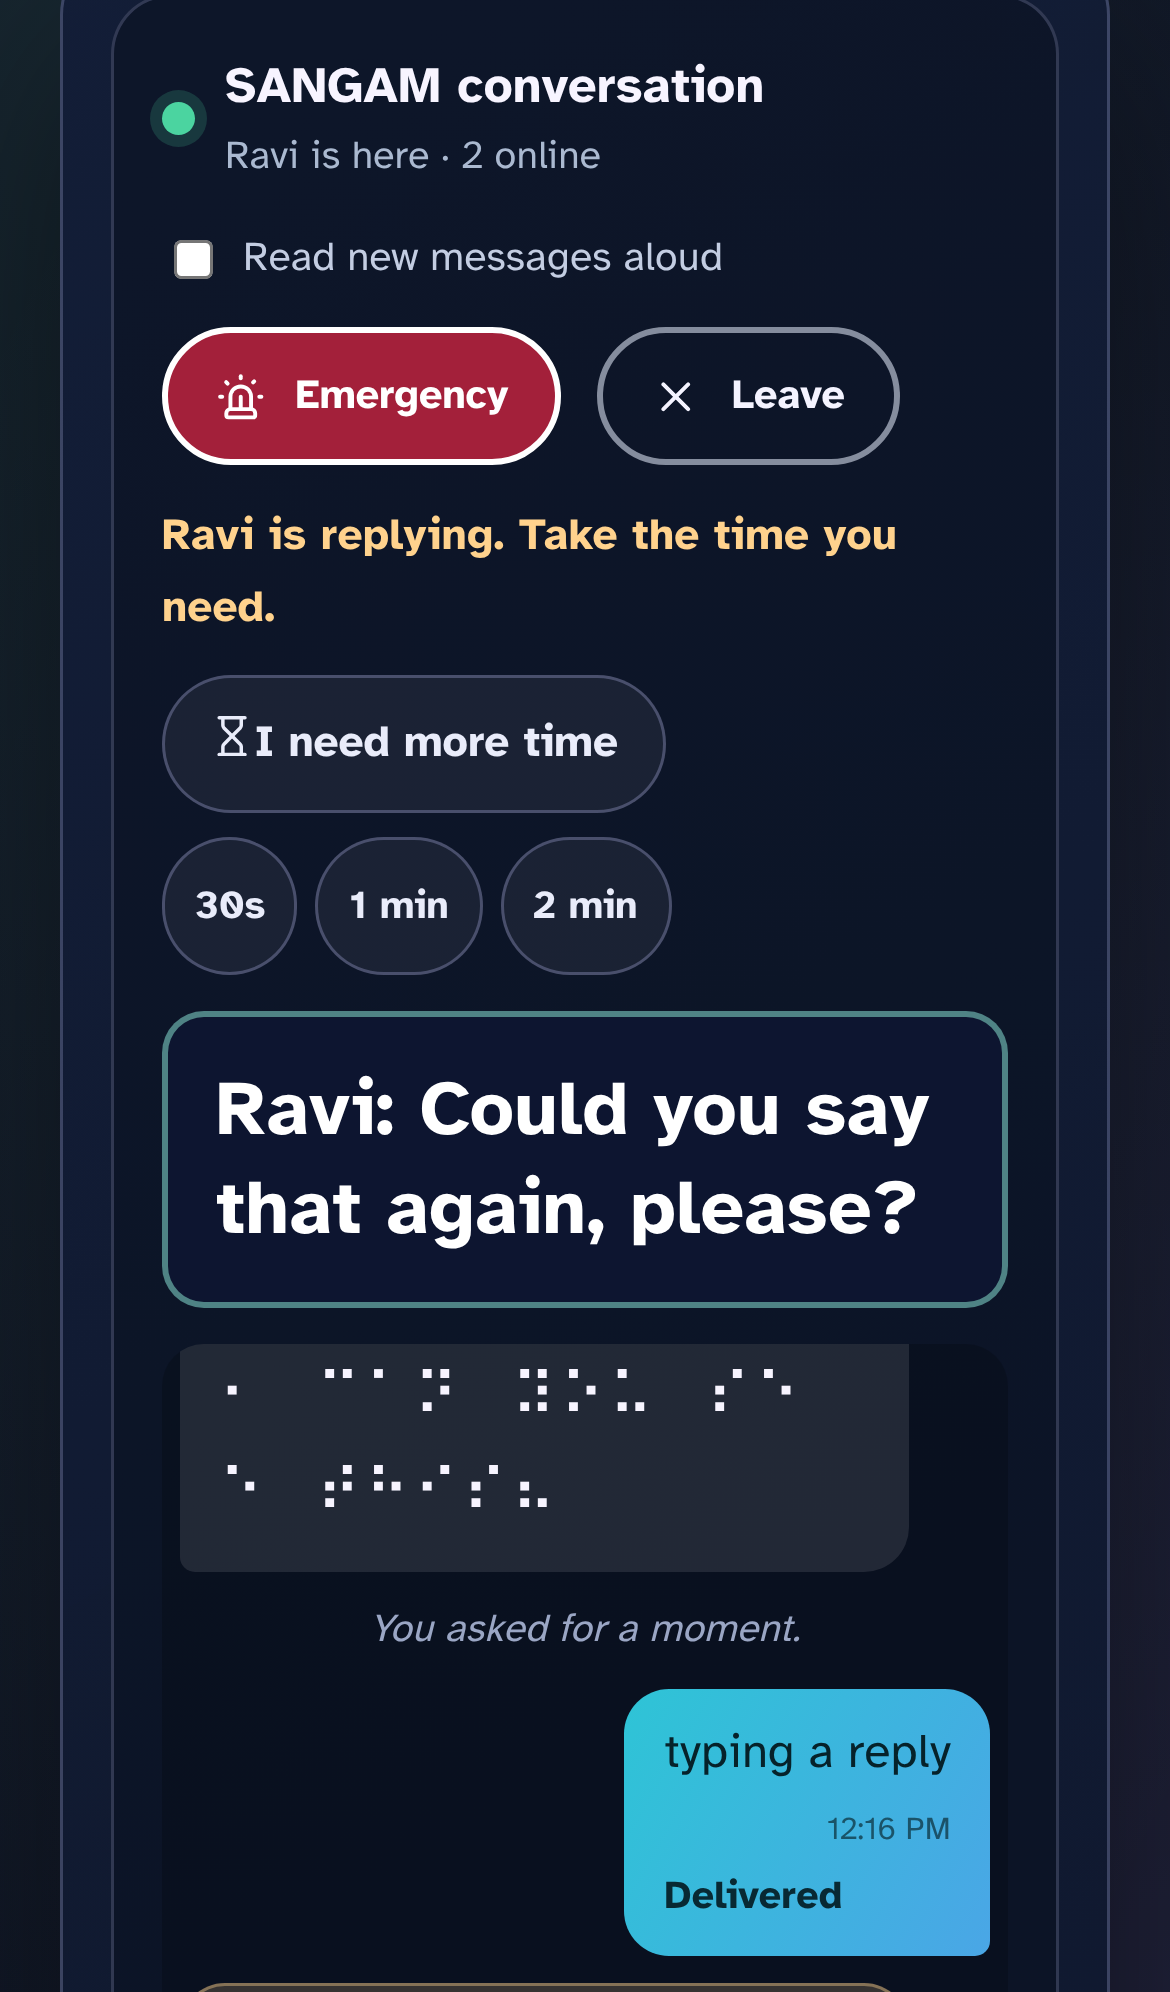 SANGAM conversation
Ravi is here · 2 online
Read new messages aloud
Emergency
Leave
Ravi is replying. Take the time you
need.
I need more time
30s 1 min 2 min
Ravi: Could you say
that again, please?
⠂ ⠉⠁⠝ ⠽⠕⠥ ⠎⠑
⠑ ⠞⠓⠊⠎⠦
You asked for a moment.
typing a reply
12:16 PM
Delivered